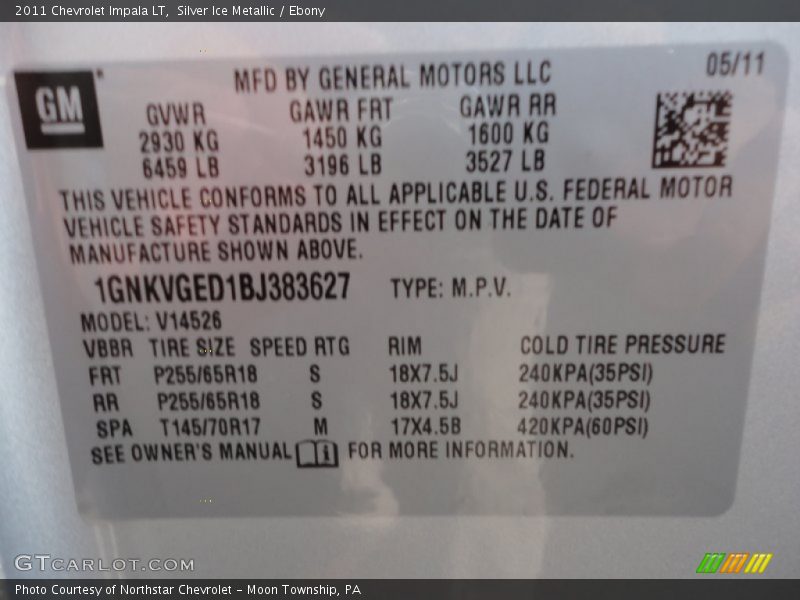 2011 Chevrolet Impala LT, Silver Ice Metallic / Ebony
05/11
GM
MFD BY GENERAL MOTORS LLC
GVWR GAWR FRT GAWR RR
2930 KG 1450 KG 1600 KG
6459 LB 3196 LB 3527 LB
THIS VEHICLE CONFORMS TO ALL APPLICABLE U.S. FEDERAL MOTOR
VEHICLE SAFETY STANDARDS IN EFFECT ON THE DATE OF
MANUFACTURE SHOWN ABOVE.
1GNKVGED1BJ383627 TYPE: M.P.V.
MODEL: V14526
VBBR TIRE SIZE SPEED RTG RIM COLD TIRE PRESSURE
FRT P255/65R18 S 18X7.5J 240KPA(35PSI)
RR P255/65R18 S 18X7.5J 240KPA(35PSI)
SPA T145/70R17 M 17X4.5B 420KPA(60PSI)
SEE OWNER'S MANUAL FOR MORE INFORMATION.
GTCARLOT.COM
Photo Courtesy of Northstar Chevrolet - Moon Township, PA